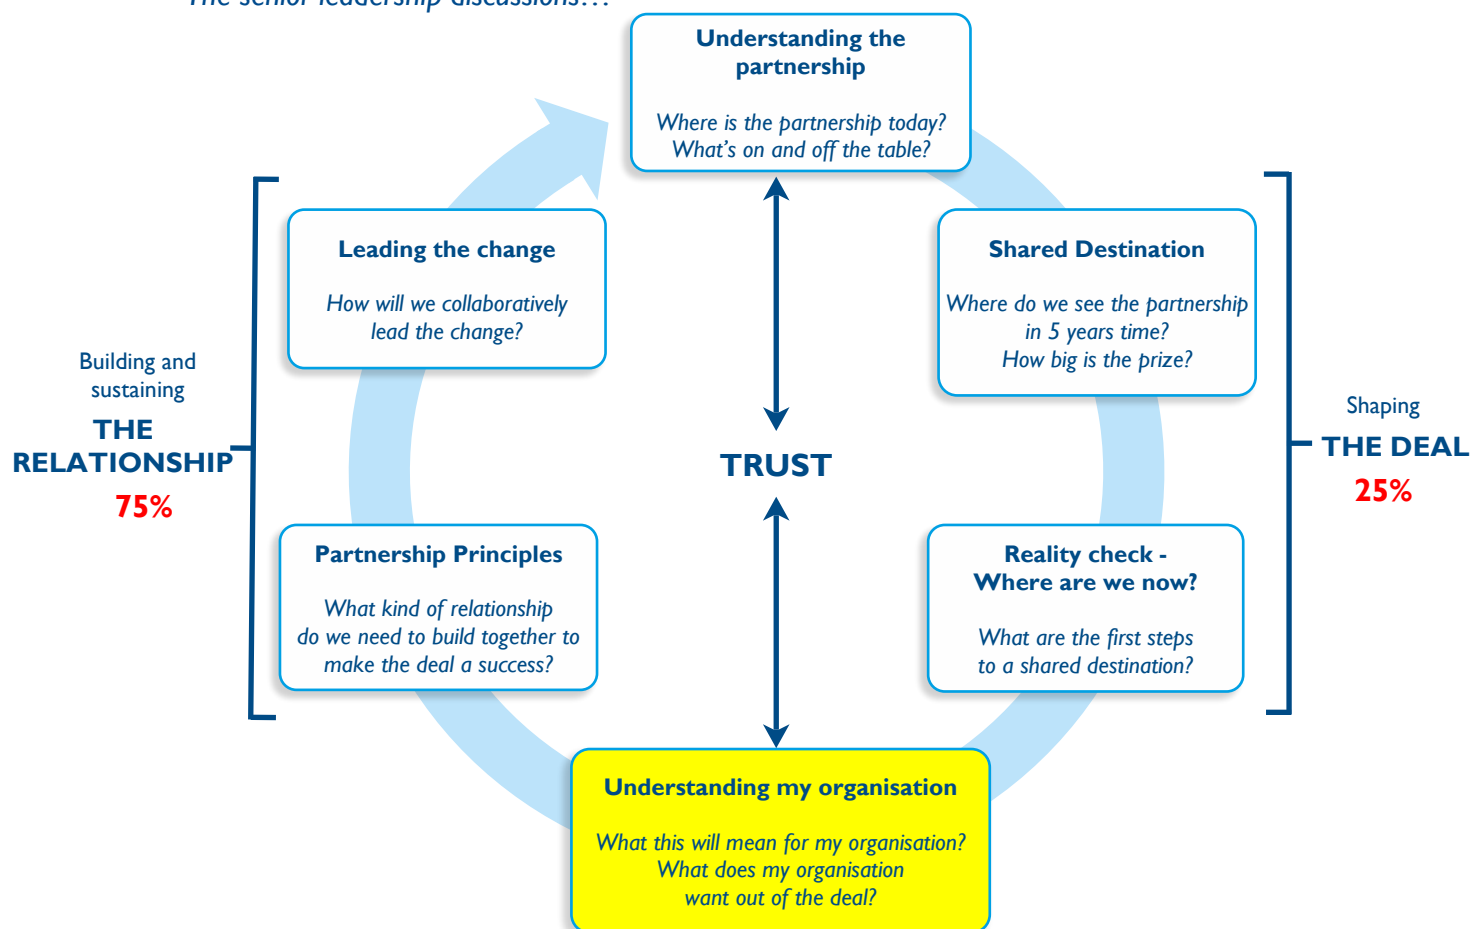 The senior leadership discussions…
Understanding the
partnership
Where is the partnership today?
What's on and off the table?
Leading the change
How will we collaboratively
lead the change?
Shared Destination
Where do we see the partnership
in 5 years time?
How big is the prize?
Building and
sustaining
THE
RELATIONSHIP
75%
TRUST
Shaping
THE DEAL
25%
Partnership Principles
What kind of relationship
do we need to build together to
make the deal a success?
Reality check -
Where are we now?
What are the first steps
to a shared destination?
Understanding my organisation
What this will mean for my organisation?
What does my organisation
want out of the deal?